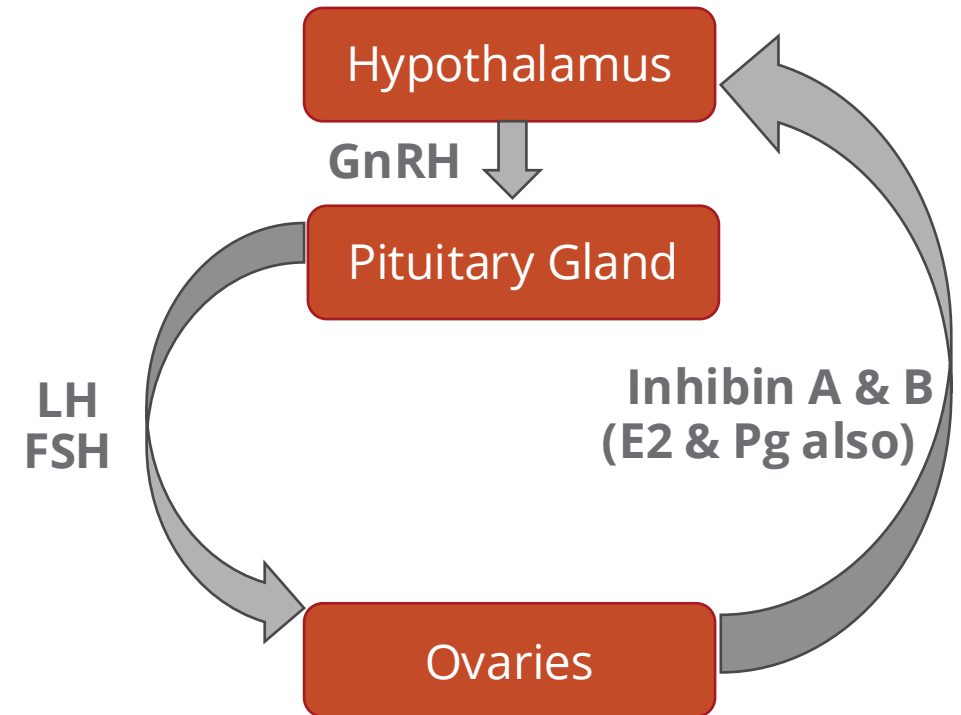 Hypothalamus
GnRH
Pituitary Gland
LH
FSH
Inhibin A & B
(E2 & Pg also)
Ovaries